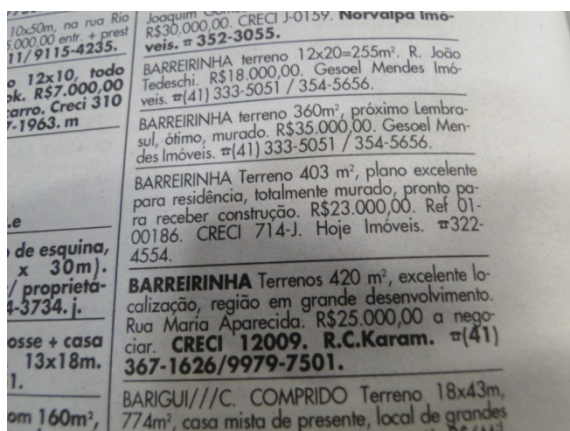 10x50m, na rua Rio
5.000,00 entr. + prest
11/9115-4235.
12x10, todo
ok. R$7.000,00
carro. Creci 310
7-1963. m
.e
de esquina,
x 30m).
/ proprietá-
4-3734. j.
osse + casa
13x18m.
1.
om 160m²,
Joaquim
R$30.000,00. CRECI J-0159. Norvalpa Imó-
veis. ☎ 352-3055.
BARREIRINHA terreno 12x20=255m². R. João
Tedeschi. R$18.000,00. Gesoel Mendes Imó-
veis. ☎(41) 333-5051 / 354-5656.
BARREIRINHA terreno 360m², próximo Lembra-
sul, ótimo, murado. R$35.000,00. Gesoel Men-
des Imóveis. ☎(41) 333-5051 / 354-5656.
BARREIRINHA Terreno 403 m², plano excelente
para residência, totalmente murado, pronto pa-
ra receber construção. R$23.000,00. Ref 01-
00186. CRECI 714-J. Hoje Imóveis. ☎322-
4554.
BARREIRINHA Terrenos 420 m², excelente lo-
calização, região em grande desenvolvimento.
Rua Maria Aparecida. R$25.000,00 a nego-
ciar. CRECI 12009. R.C.Karam. ☎(41)
367-1626/9979-7501.
BARIGUI///C. COMPRIDO Terreno 18x43m,
774m², casa mista de presente, local de grandes